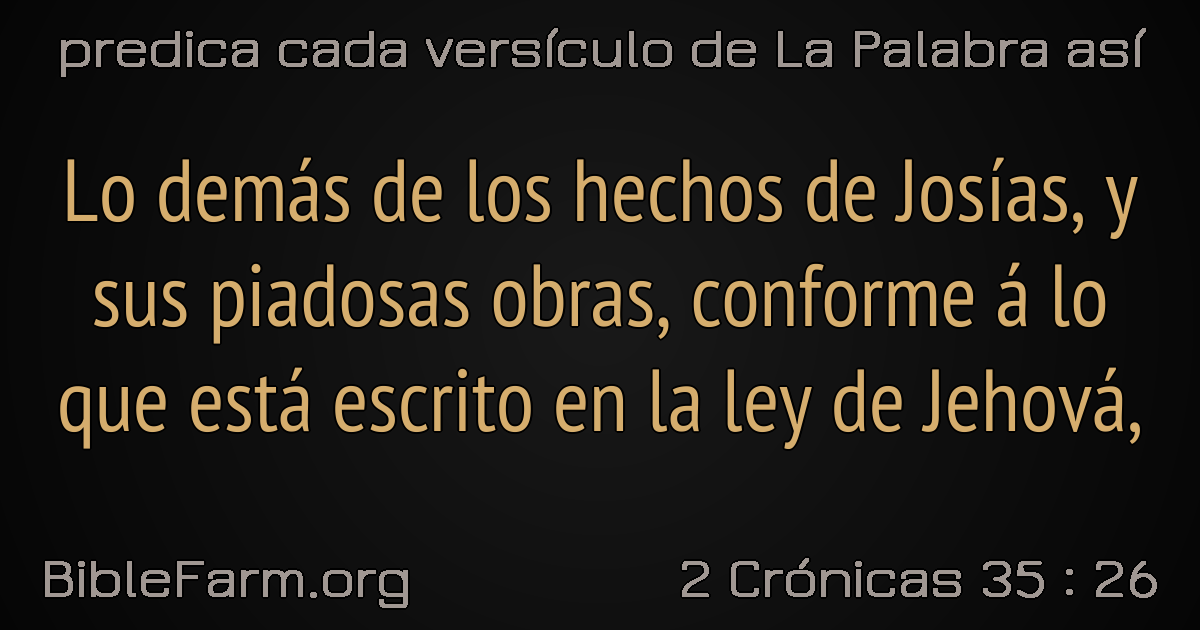 predica cada versículo de La Palabra así
Lo demás de los hechos de Josías, y
sus piadosas obras, conforme á lo
que está escrito en la ley de Jehová,
BibleFarm.org
2 Crónicas 35 : 26